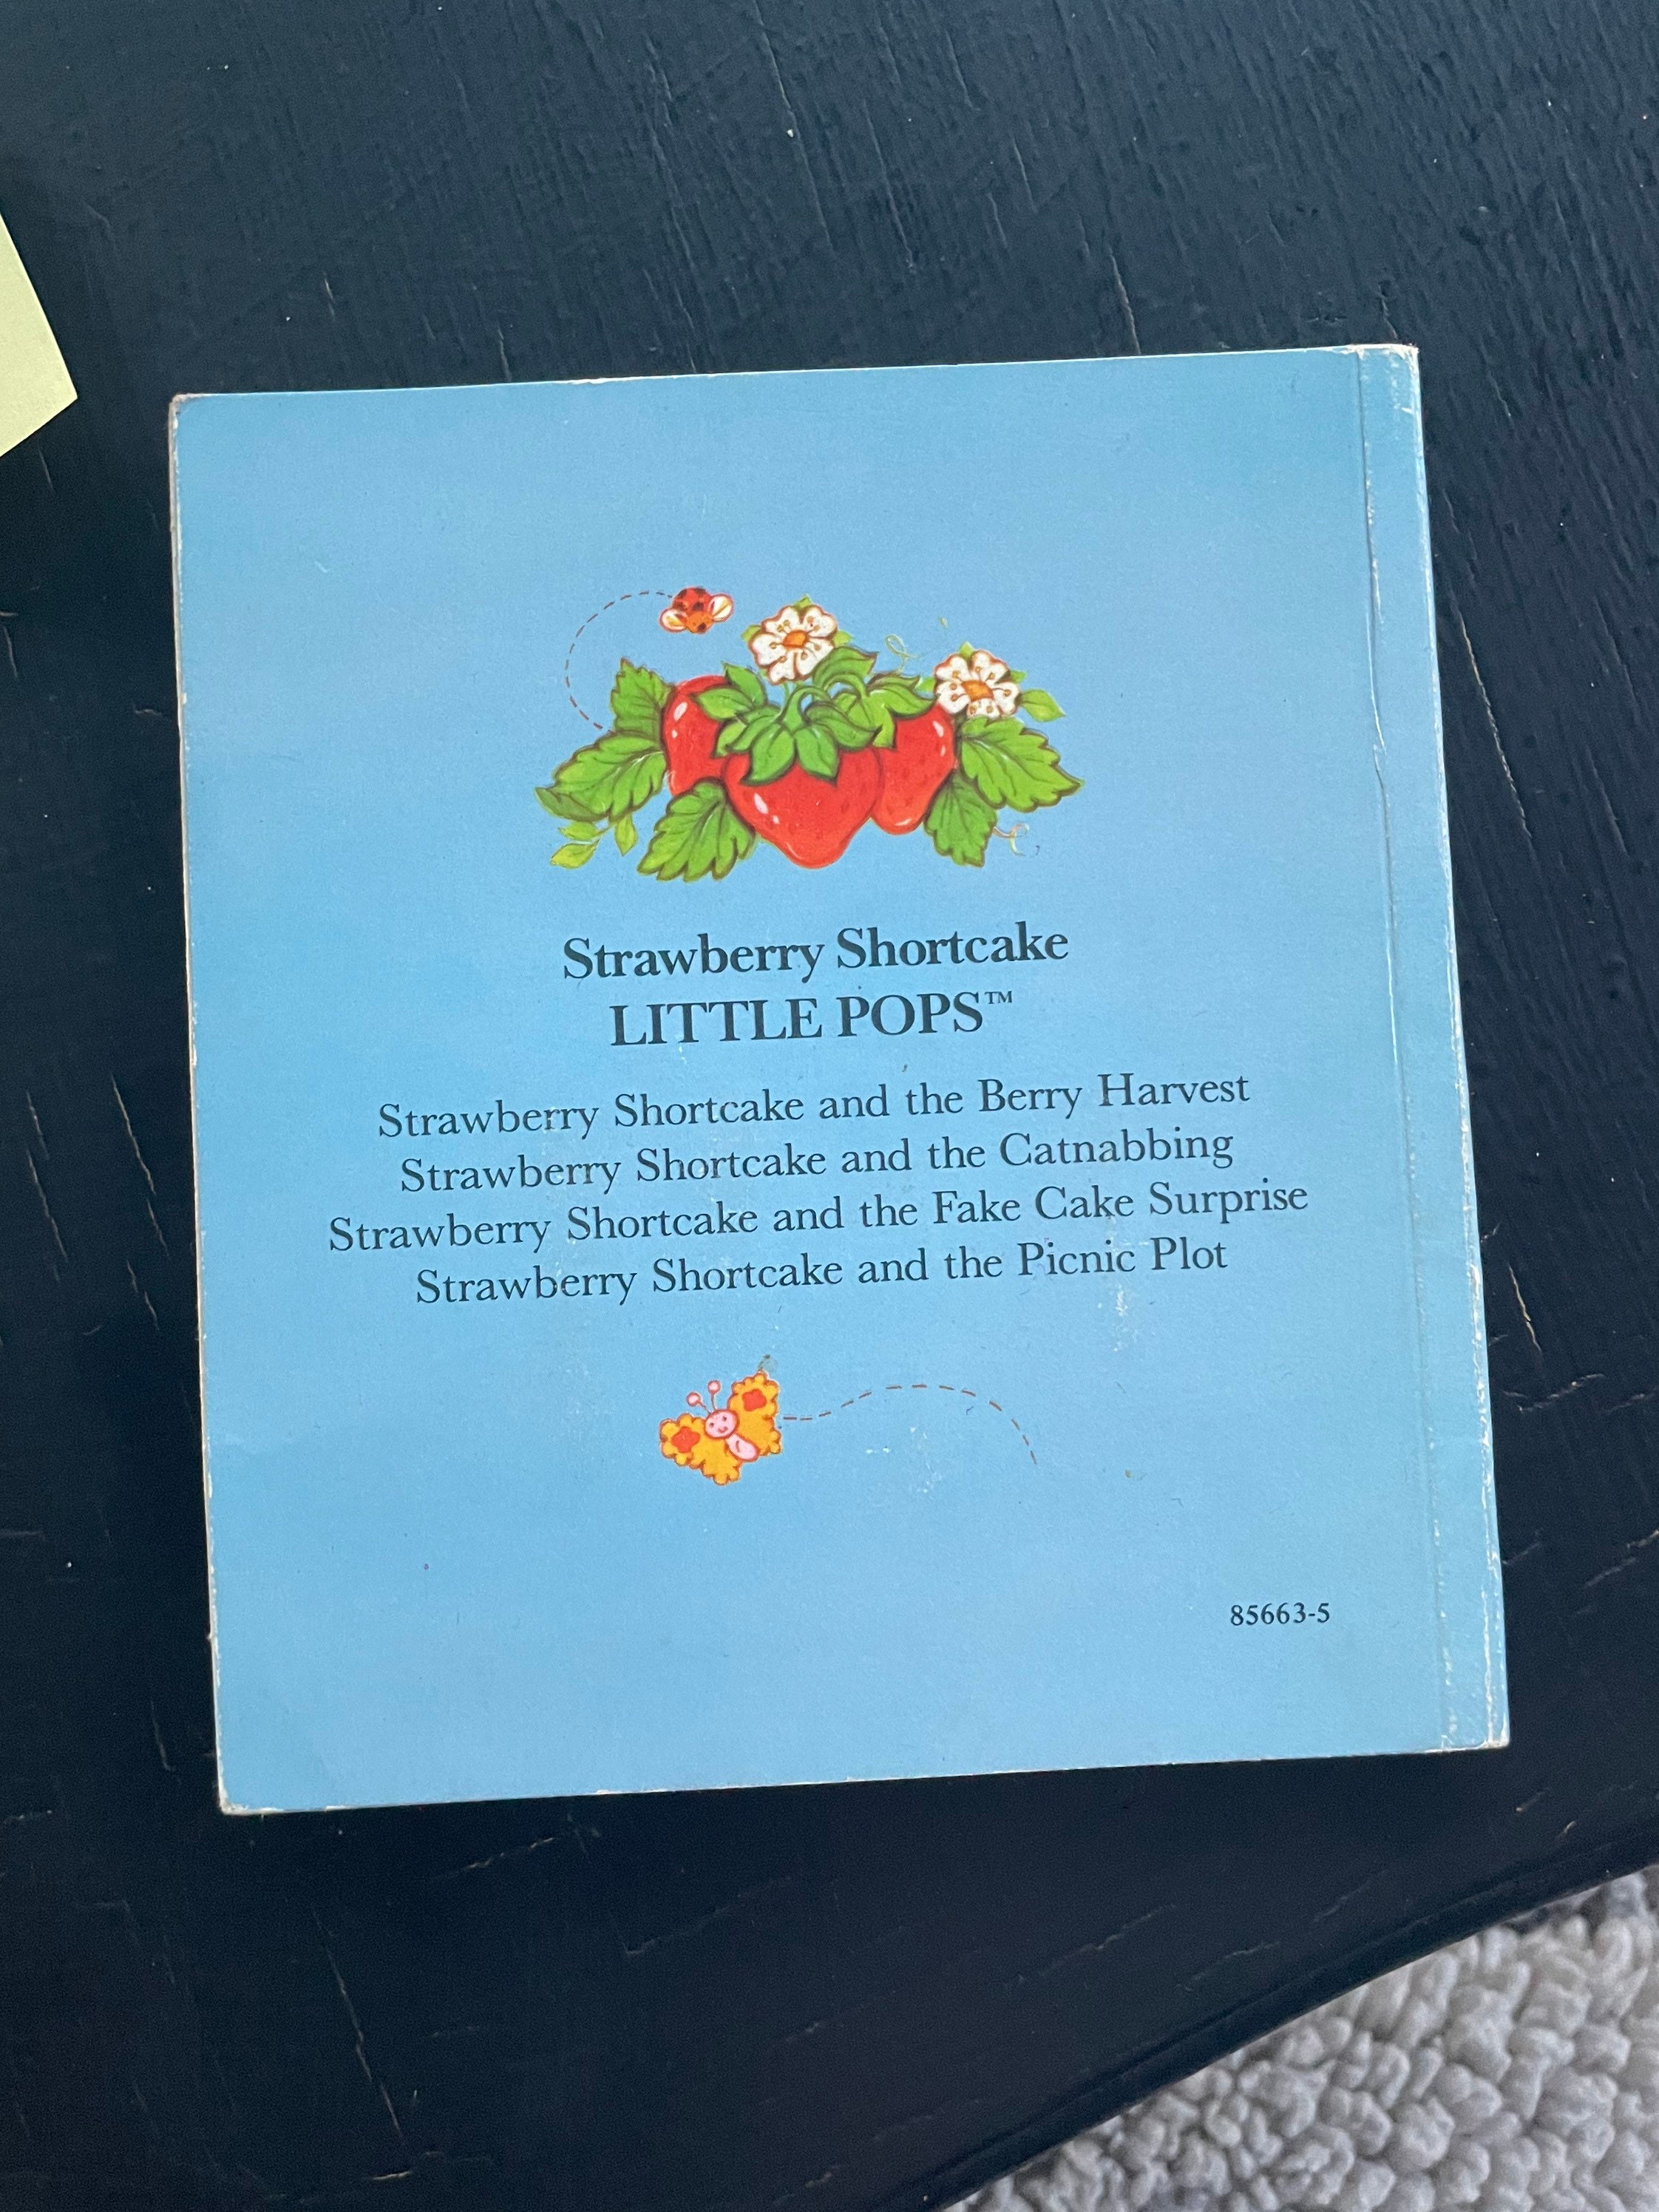 Strawberry Shortcake
LITTLE POPS™
Strawberry Shortcake and the Berry Harvest
Strawberry Shortcake and the Catnabbing
Strawberry Shortcake and the Fake Cake Surprise
Strawberry Shortcake and the Picnic Plot
85663-5